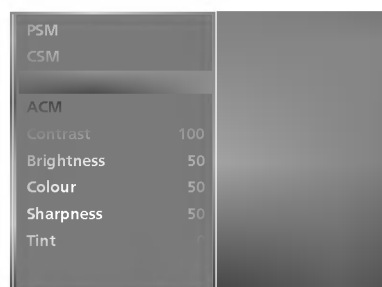 PSM
CSM
ACM
Contrast 100
Brightness 50
Colour 50
Sharpness 50
Tint